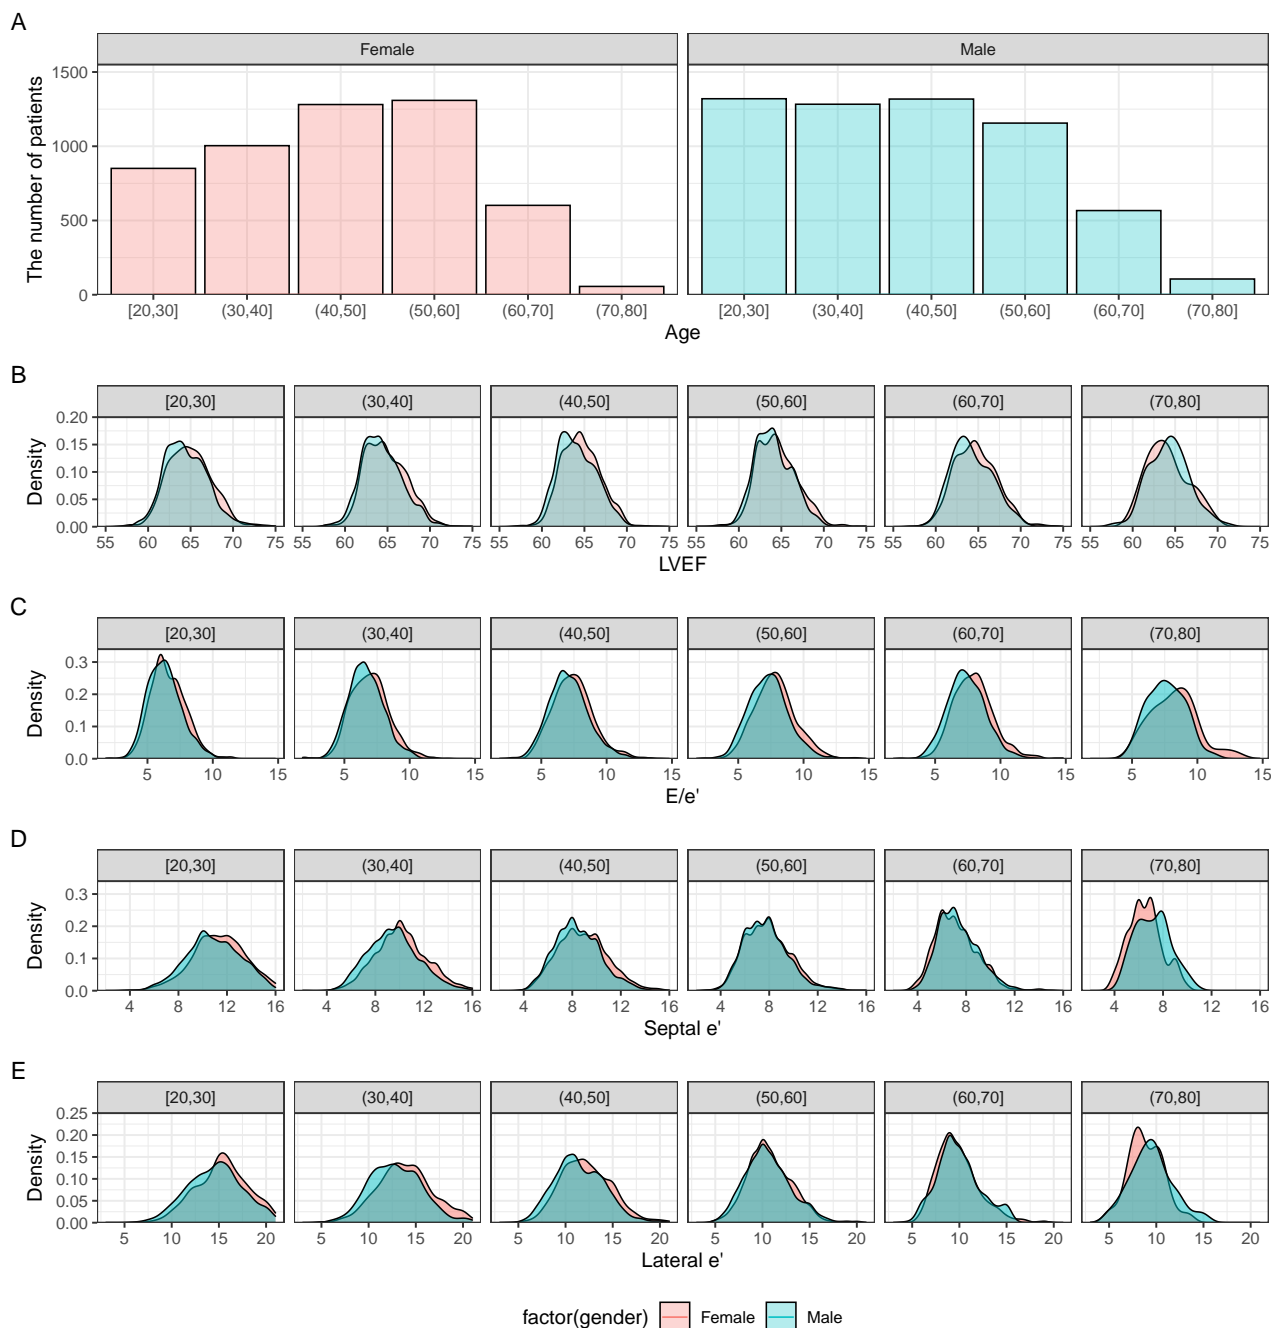 A
Female
Male
The number of patients
1500
1000
500
0
[20,30]
(30,40]
(40,50]
(50,60]
(60,70]
(70,80]
[20,30]
(30,40]
(40,50]
(50,60]
(60,70]
(70,80]
Age
B
[20,30]
(30,40]
(40,50]
(50,60]
(60,70]
(70,80]
Density
0.20
0.15
0.10
0.05
0.00
55 60 65 70 75
55 60 65 70 75
55 60 65 70 75
55 60 65 70 75
55 60 65 70 75
55 60 65 70 75
LVEF
C
[20,30]
(30,40]
(40,50]
(50,60]
(60,70]
(70,80]
Density
0.3
0.2
0.1
0.0
5 10 15
5 10 15
5 10 15
5 10 15
5 10 15
5 10 15
E/e'
D
[20,30]
(30,40]
(40,50]
(50,60]
(60,70]
(70,80]
Density
0.3
0.2
0.1
0.0
4 8 12 16
4 8 12 16
4 8 12 16
4 8 12 16
4 8 12 16
4 8 12 16
Septal e'
E
[20,30]
(30,40]
(40,50]
(50,60]
(60,70]
(70,80]
Density
0.25
0.20
0.15
0.10
0.05
0.00
5 10 15 20
5 10 15 20
5 10 15 20
5 10 15 20
5 10 15 20
5 10 15 20
Lateral e'
factor(gender) Female Male